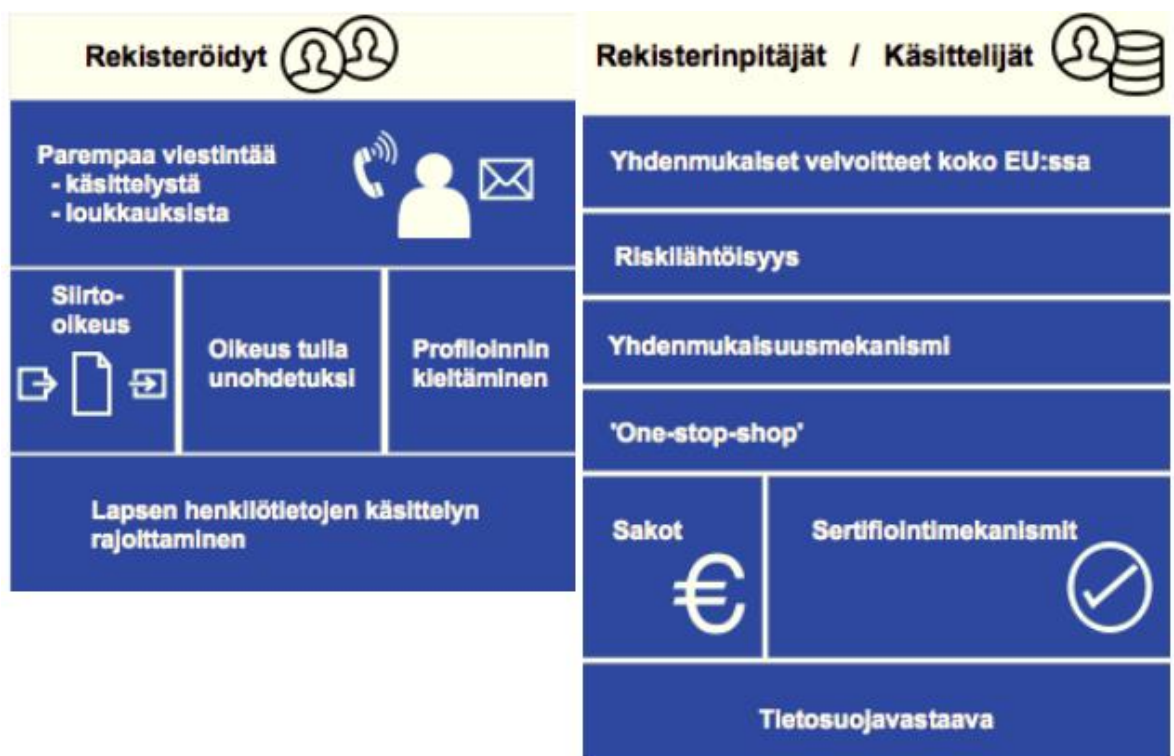 Rekisteröidyt
Parempaa viestintää
- käsittelystä
- loukkauksista
Siirto-
oikeus
Oikeus tulla
unohdetuksi
Profiloinnin
kieltäminen
Lapsen henkilötietojen käsittelyn
rajoittaminen
Rekisterinpitäjät / Käsittelijät
Yhdenmukaiset velvoitteet koko EU:ssa
Riskilähtöisyys
Yhdenmukaisuusmekanismi
'One-stop-shop'
Sakot
€
Sertifiointimekanismit
Tietosuojavastaava